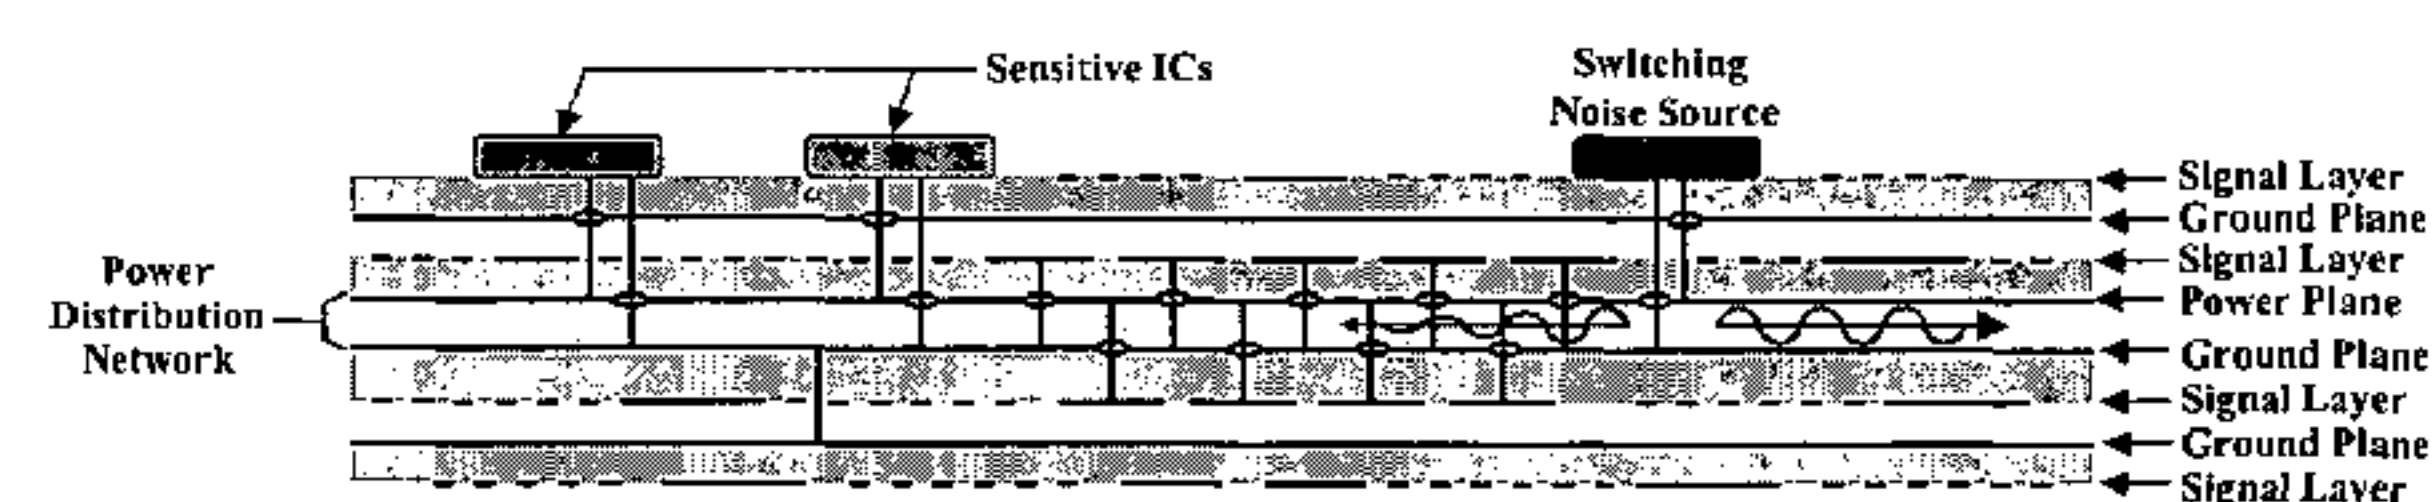 Sensitive ICs
Switching
Noise Source
Signal Layer
Ground Plane
Signal Layer
Power Plane
Ground Plane
Signal Layer
Ground Plane
Signal Layer
Power
Distribution
Network